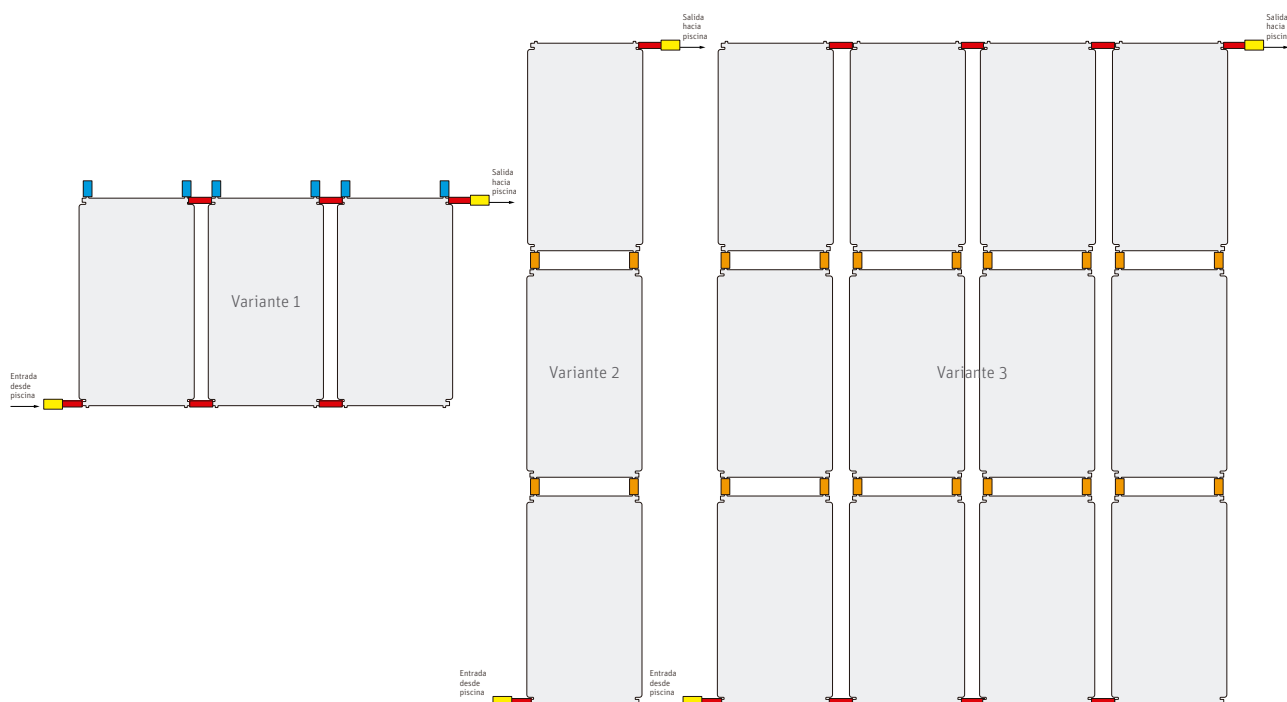 Salida
hacia
piscina
Salida
hacia
piscina
Salida
hacia
piscina
Variante 1
Entrada
desde
piscina
Variante 2
Variante 3
Entrada
desde
piscina
Entrada
desde
piscina